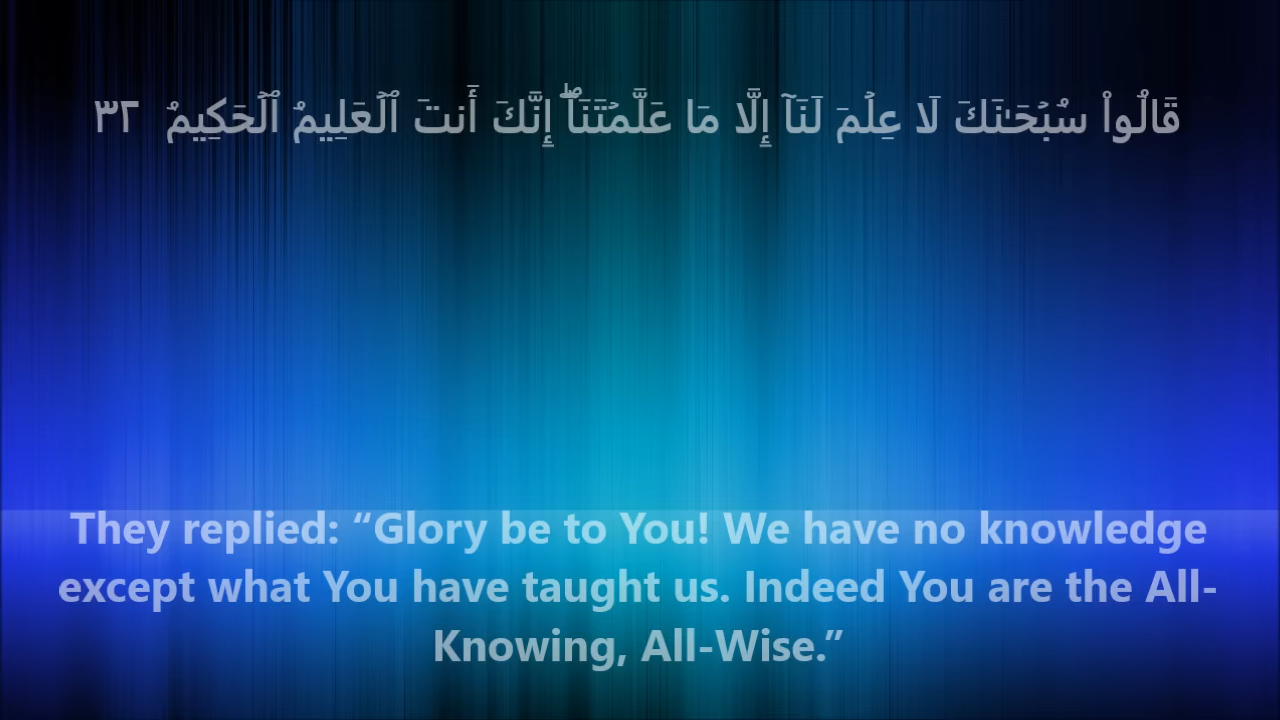 قَالُوا۟ سُبْحَـٰنَكَ لَا عِلْمَ لَنَآ إِلَّا مَا عَلَّمْتَنَآ ۖ إِنَّكَ أَنتَ ٱلْعَلِيمُ ٱلْحَكِيمُ ٣٢
They replied: “Glory be to You! We have no knowledge
except what You have taught us. Indeed You are the All-
Knowing, All-Wise.”